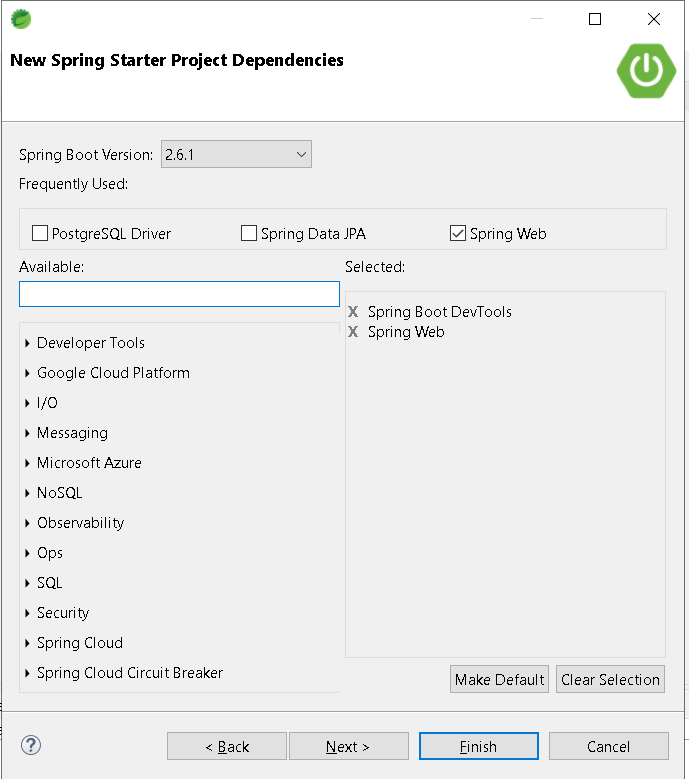 New Spring Starter Project Dependencies
Spring Boot Version: 2.6.1
Frequently Used:
PostgreSQL Driver Spring Data JPA Spring Web
Available: Selected:
X Spring Boot DevTools
X Spring Web
Developer Tools
Google Cloud Platform
I/O
Messaging
Microsoft Azure
NoSQL
Observability
Ops
SQL
Security
Spring Cloud
Spring Cloud Circuit Breaker
Make Default Clear Selection
? < Back Next > Finish Cancel